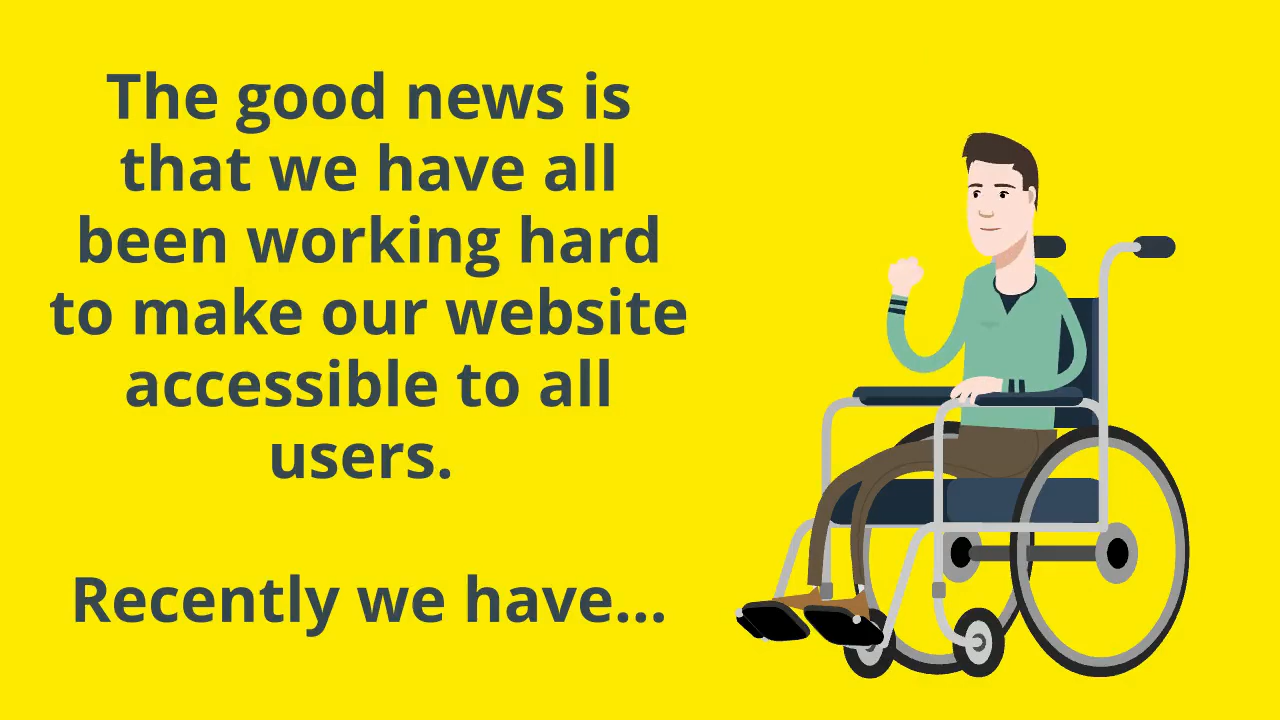 The good news is
that we have all
been working hard
to make our website
accessible to all
users.
Recently we have...